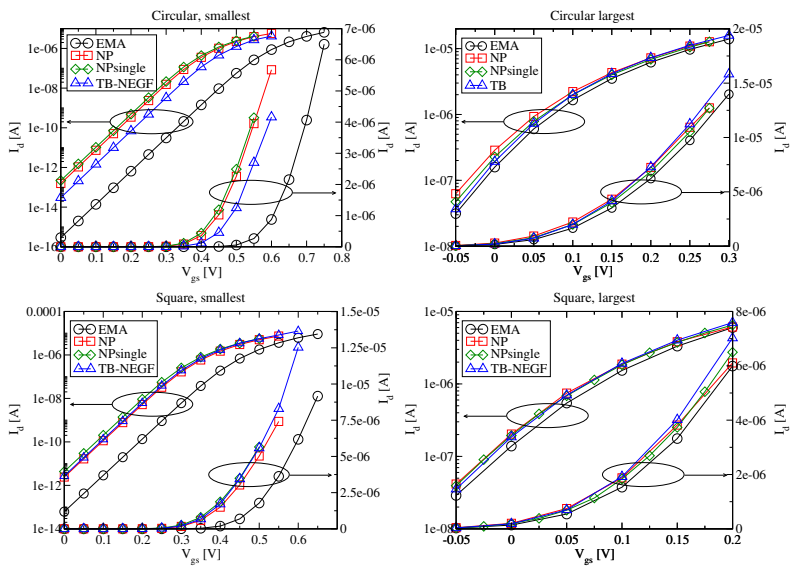 Circular, smallest
1e-06
1e-08
1e-10
1e-12
1e-14
1e-16
I_d [A]
EMA
NP
NPsingle
TB-NEGF
7e-06
6e-06
5e-06
4e-06
3e-06
2e-06
1e-06
0
I_d [A]
0 0.1 0.2 0.3 0.4 0.5 0.6 0.7 0.8
V_gs [V]
Circular largest
1e-05
1e-06
1e-07
1e-08
I_d [A]
EMA
NP
NPsingle
TB
2e-05
1.5e-05
1e-05
5e-06
0
I_d [A]
-0.05 0 0.05 0.1 0.15 0.2 0.25 0.3
V_gs [V]
Square, smallest
0.0001
1e-06
1e-08
1e-10
1e-12
1e-14
I_d [A]
EMA
NP
NPsingle
TB-NEGF
1.5e-05
1.25e-05
1e-05
7.5e-06
5e-06
2.5e-06
0
I_d [A]
0 0.1 0.2 0.3 0.4 0.5 0.6 0.7
V_gs [V]
Square, largest
1e-05
1e-06
1e-07
1e-08
I_d [A]
EMA
NP
NPsingle
TB-NEGF
8e-06
6e-06
4e-06
2e-06
0
I_d [A]
-0.05 0 0.05 0.1 0.15 0.2
V_gs [V]